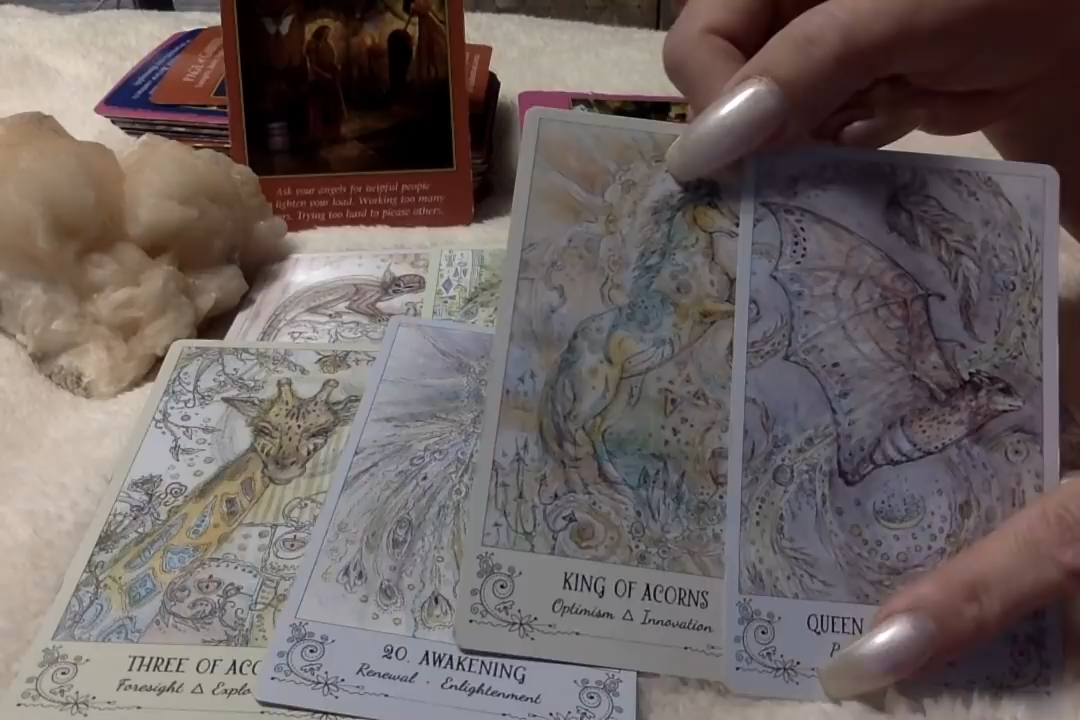 Ask your angels for helpful people
lighten your load. Working too many
Trying too hard to please others.
KING OF ACORNS
Optimism Δ Innovation
QUEEN
THREE OF ACO
Foresight Δ Explo
20. AWAKENING
Renewal · Enlightenment